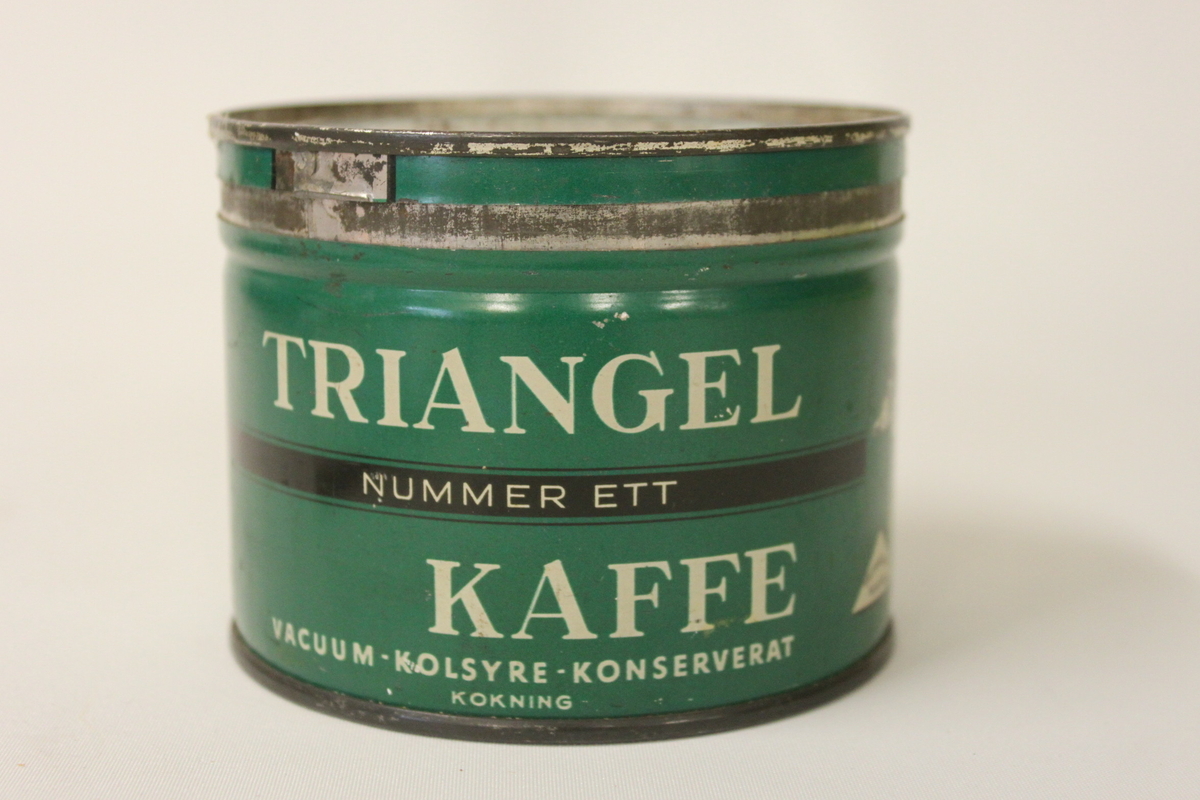 TRIANGEL
NUMMER ETT
KAFFE
VACUUM-KOLSYRE-KONSERVERAT
KOKNING